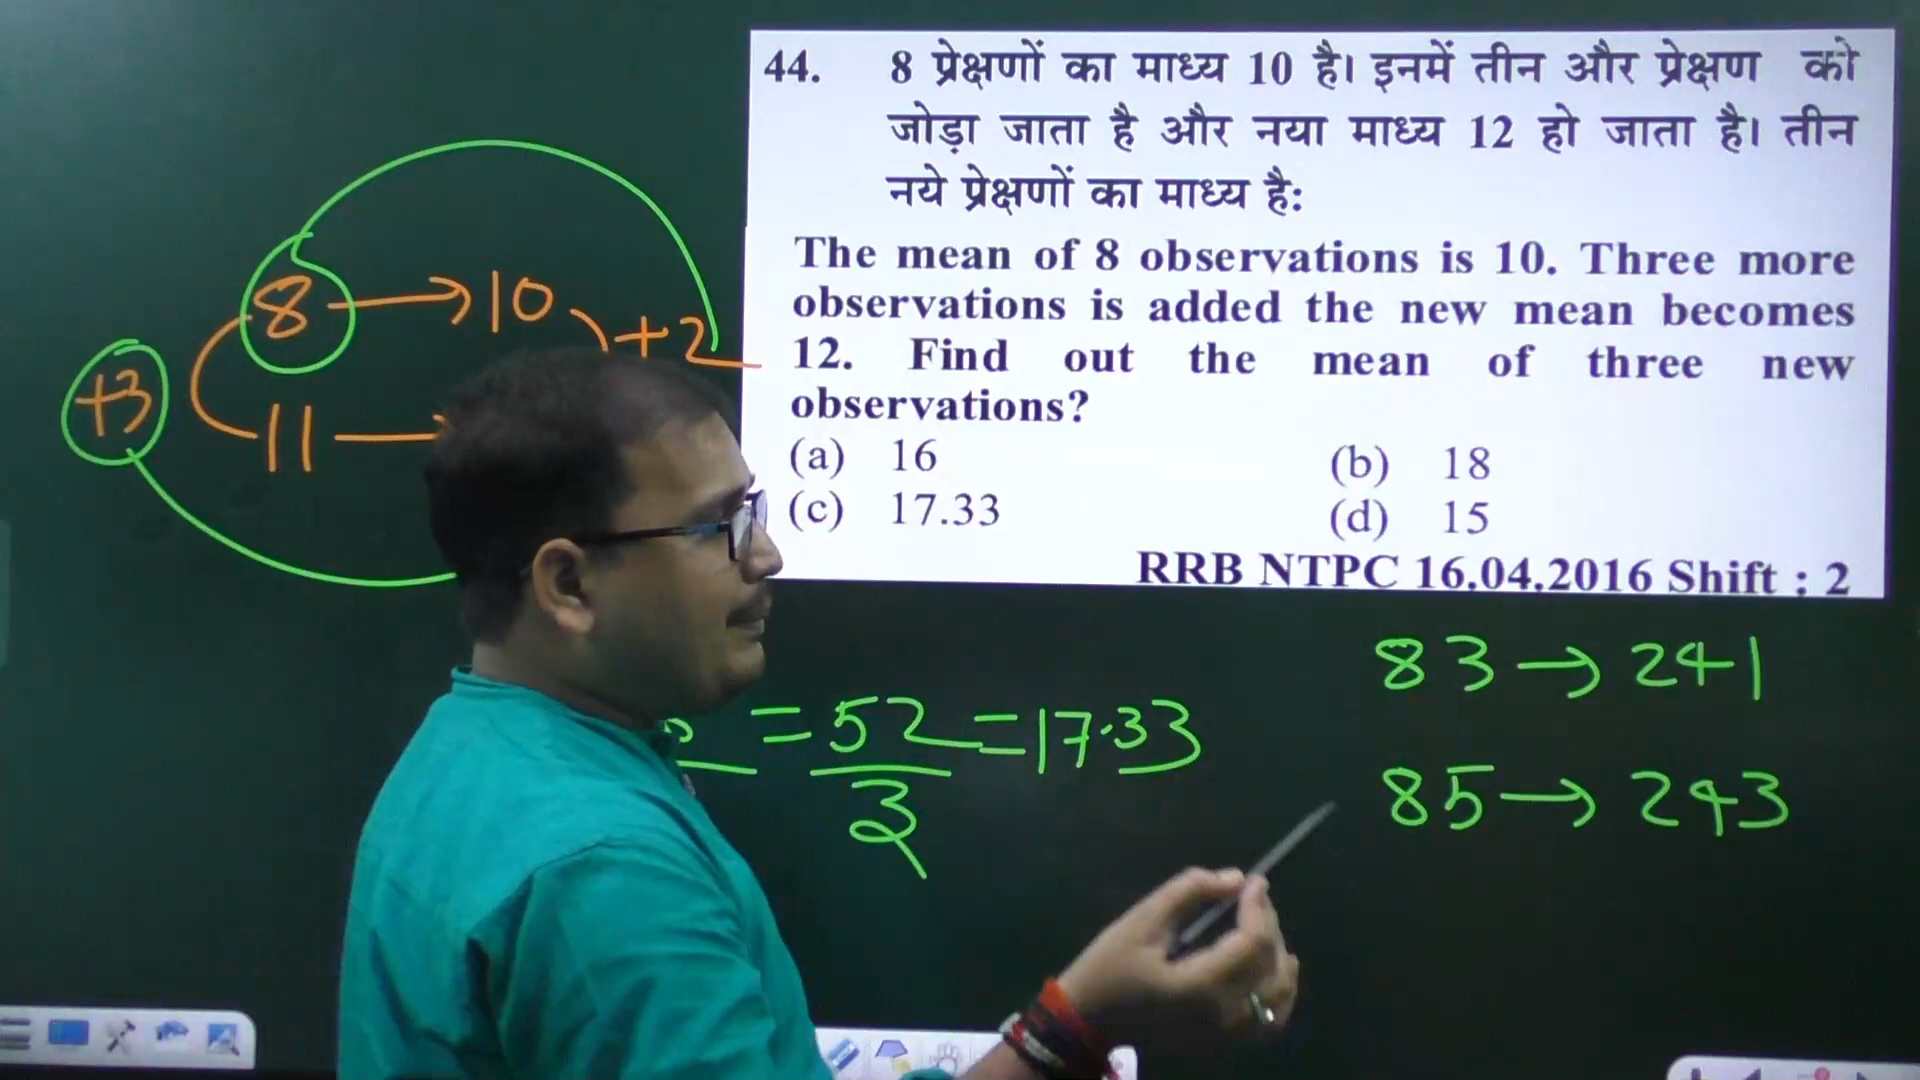 44. 8 प्रेक्षणों का माध्य 10 है। इनमें तीन और प्रेक्षण को
जोड़ा जाता है और नया माध्य 12 हो जाता है। तीन
नये प्रेक्षणों का माध्य है:
The mean of 8 observations is 10. Three more
observations is added the new mean becomes
12. Find out the mean of three new
observations?
(a) 16 (b) 18
(c) 17.33 (d) 15
RRB NTPC 16.04.2016 Shift : 2
8 → 10
+2
+3
11 →
= 52/3 = 17.33
83 → 241
85 → 243